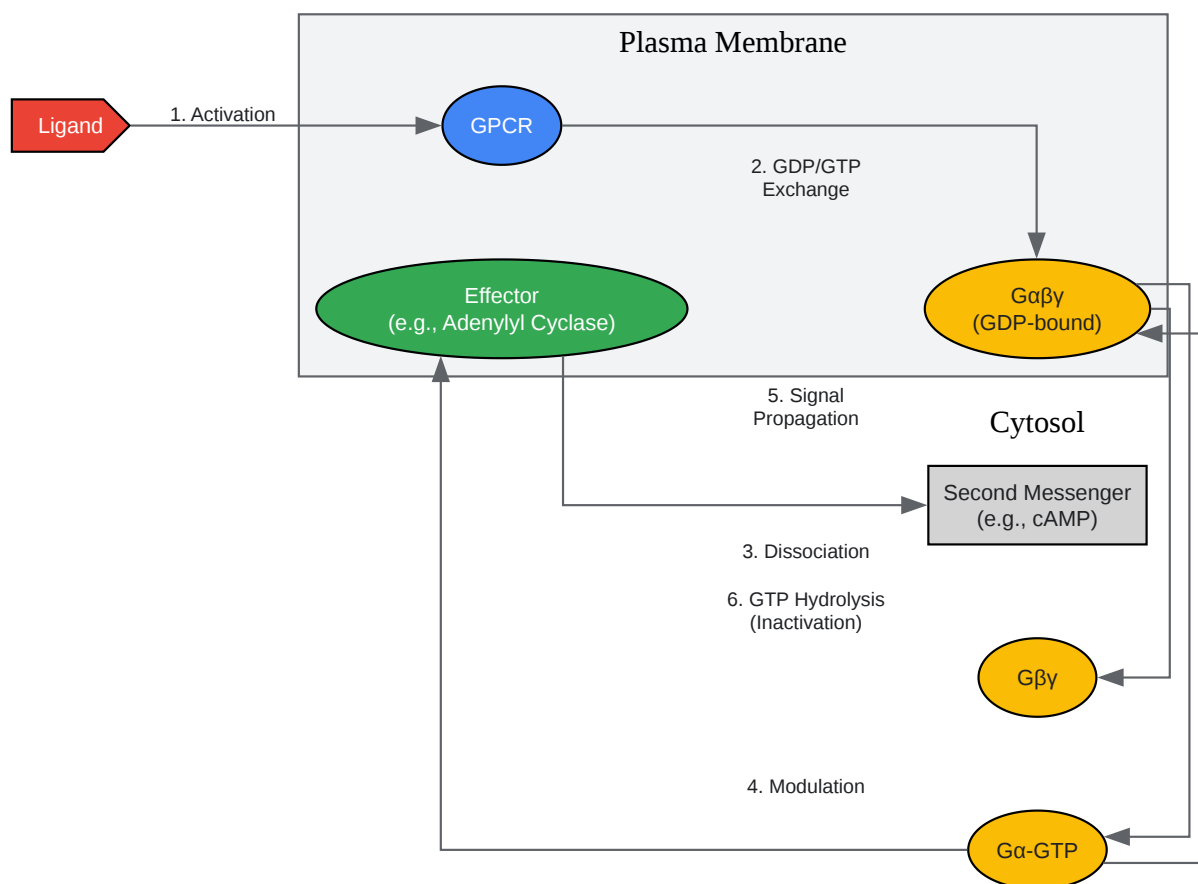 Plasma Membrane
Ligand
1. Activation
GPCR
2. GDP/GTP
Exchange
Effector
(e.g., Adenylyl Cyclase)
Gαβγ
(GDP-bound)
5. Signal
Propagation
Cytosol
Second Messenger
(e.g., cAMP)
3. Dissociation
6. GTP Hydrolysis
(Inactivation)
Gβγ
4. Modulation
Gα-GTP